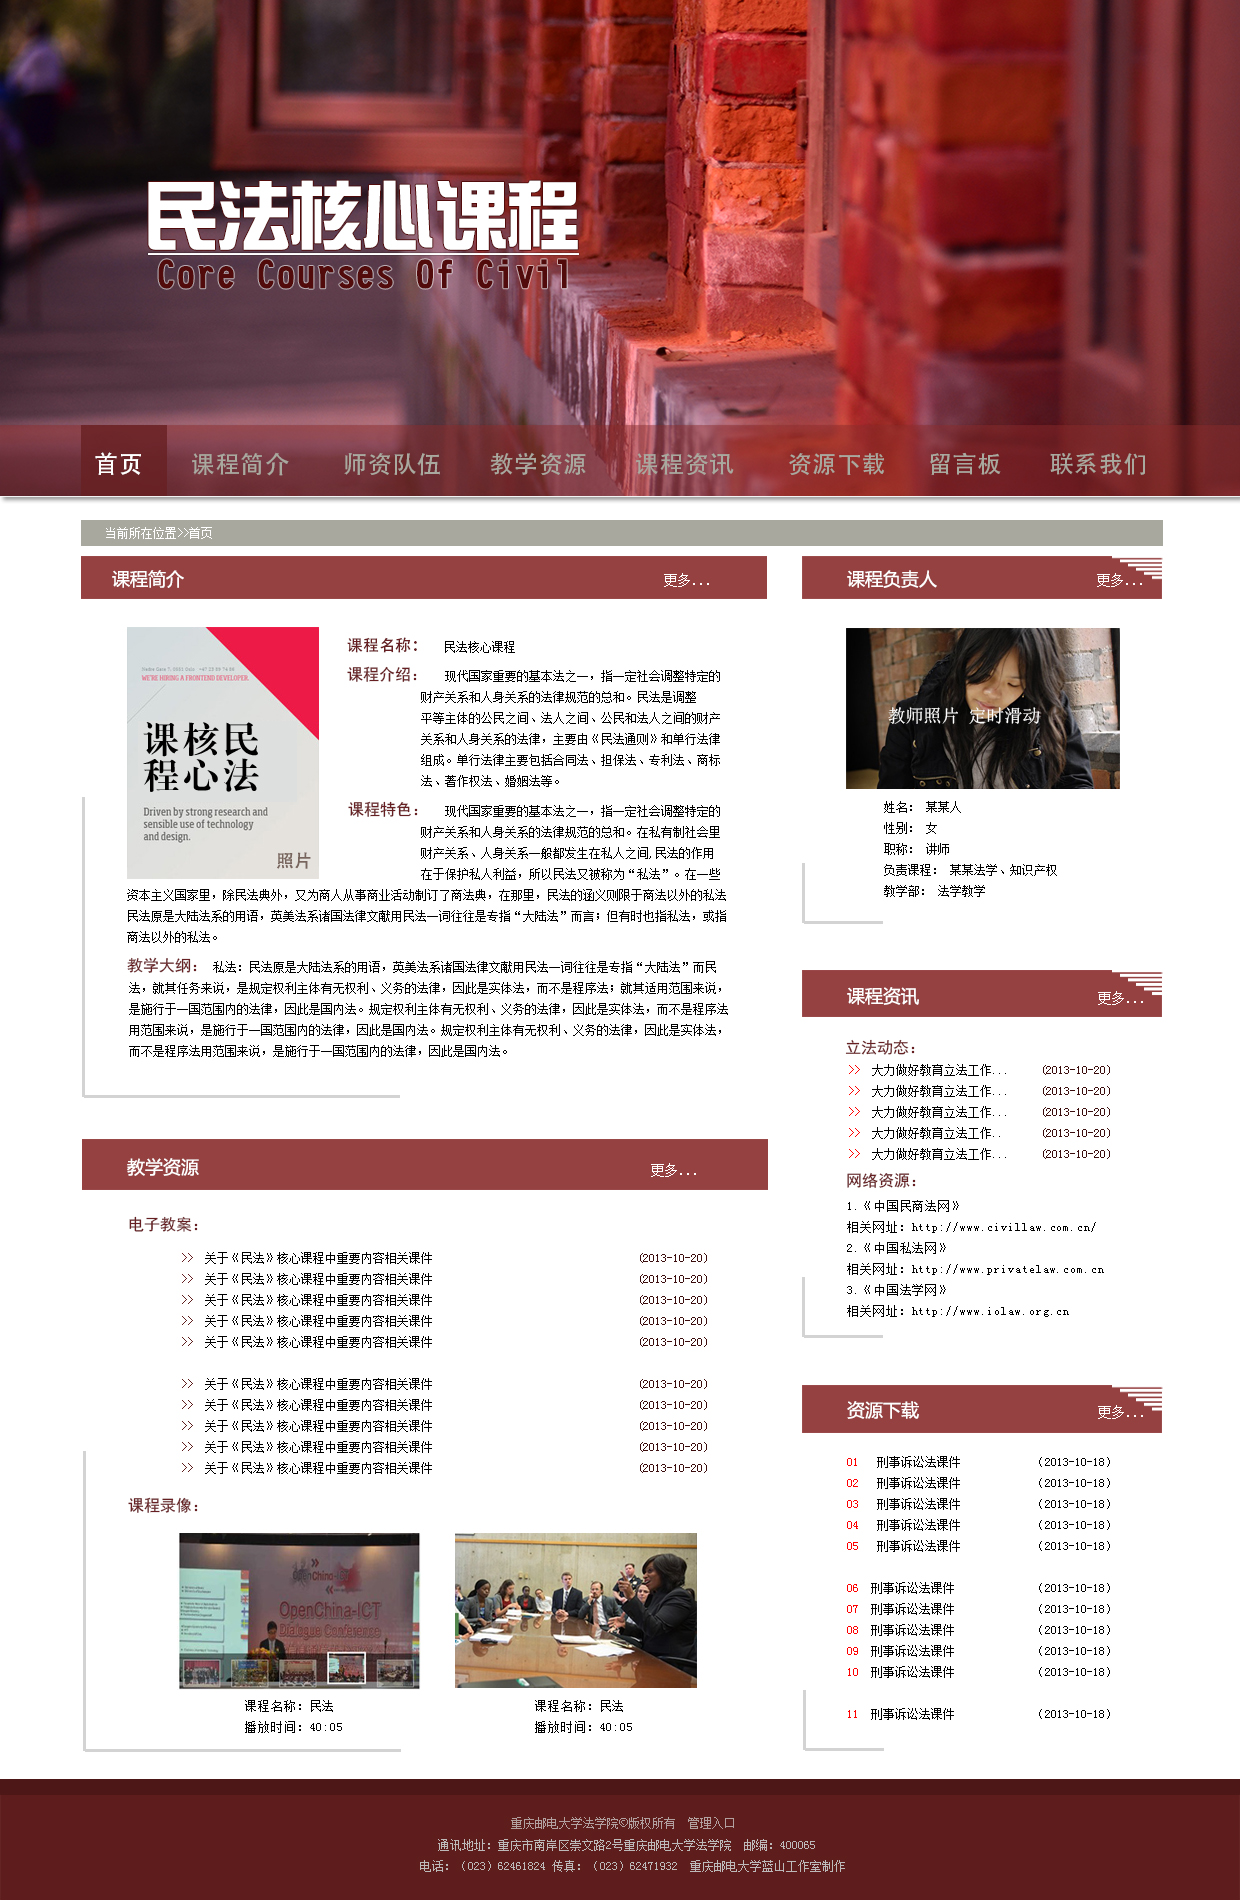 民法核心课程
Core Courses Of Civil
首页 课程简介 师资队伍 教学资源 课程资讯 资源下载 留言板 联系我们
当前所在位置>>首页
课程简介 更多...
WE'RE HIRING A FRONTEND DEVELOPER
课核民
程心法
Driven by strong research and
sensible use of technology
and design.
照片
课程名称： 民法核心课程
课程介绍： 现代国家重要的基本法之一，指一定社会调整特定的
财产关系和人身关系的法律规范的总和。民法是调整
平等主体的公民之间、法人之间、公民和法人之间的财产
关系和人身关系的法律，主要由《民法通则》和单行法律
组成。单行法律主要包括合同法、担保法、专利法、商标
法、著作权法、婚姻法等。
课程特色： 现代国家重要的基本法之一，指一定社会调整特定的
财产关系和人身关系的法律规范的总和。在私有制社会里
财产关系、人身关系一般都发生在私人之间,民法的作用
在于保护私人利益，所以民法又被称为“私法”。在一些
资本主义国家里，除民法典外，又为商人从事商业活动制订了商法典，在那里，民法的涵义则限于商法以外的私法
民法原是大陆法系的用语，英美法系诸国法律文献用民法一词往往是专指“大陆法”而言；但有时也指私法，或指
商法以外的私法。
教学大纲： 私法：民法原是大陆法系的用语，英美法系诸国法律文献用民法一词往往是专指“大陆法”而民
法，就其任务来说，是规定权利主体有无权利、义务的法律，因此是实体法，而不是程序法；就其适用范围来说，
是施行于一国范围内的法律，因此是国内法。规定权利主体有无权利、义务的法律，因此是实体法，而不是程序法
用范围来说，是施行于一国范围内的法律，因此是国内法。规定权利主体有无权利、义务的法律，因此是实体法，
而不是程序法用范围来说，是施行于一国范围内的法律，因此是国内法。
教学资源 更多...
电子教案：
>> 关于《民法》核心课程中重要内容相关课件 (2013-10-20)
>> 关于《民法》核心课程中重要内容相关课件 (2013-10-20)
>> 关于《民法》核心课程中重要内容相关课件 (2013-10-20)
>> 关于《民法》核心课程中重要内容相关课件 (2013-10-20)
>> 关于《民法》核心课程中重要内容相关课件 (2013-10-20)
>> 关于《民法》核心课程中重要内容相关课件 (2013-10-20)
>> 关于《民法》核心课程中重要内容相关课件 (2013-10-20)
>> 关于《民法》核心课程中重要内容相关课件 (2013-10-20)
>> 关于《民法》核心课程中重要内容相关课件 (2013-10-20)
>> 关于《民法》核心课程中重要内容相关课件 (2013-10-20)
课程录像：
OpenChina-ICT
OpenChina-ICT
Dialogue Conference
课程名称：民法
播放时间：40:05
课程名称：民法
播放时间：40:05
课程负责人 更多...
教师照片 定时滑动
姓名： 某某人
性别： 女
职称： 讲师
负责课程： 某某法学、知识产权
教学部： 法学教学
课程资讯 更多...
立法动态：
>> 大力做好教育立法工作... (2013-10-20)
>> 大力做好教育立法工作... (2013-10-20)
>> 大力做好教育立法工作... (2013-10-20)
>> 大力做好教育立法工作.. (2013-10-20)
>> 大力做好教育立法工作... (2013-10-20)
网络资源：
1.《中国民商法网》
相关网址：http://www.civillaw.com.cn/
2.《中国私法网》
相关网址：http://www.privatelaw.com.cn
3.《中国法学网》
相关网址：http://www.iolaw.org.cn
资源下载 更多...
01 刑事诉讼法课件 （2013-10-18）
02 刑事诉讼法课件 （2013-10-18）
03 刑事诉讼法课件 （2013-10-18）
04 刑事诉讼法课件 （2013-10-18）
05 刑事诉讼法课件 （2013-10-18）
06 刑事诉讼法课件 （2013-10-18）
07 刑事诉讼法课件 （2013-10-18）
08 刑事诉讼法课件 （2013-10-18）
09 刑事诉讼法课件 （2013-10-18）
10 刑事诉讼法课件 （2013-10-18）
11 刑事诉讼法课件 （2013-10-18）
重庆邮电大学法学院©版权所有 管理入口
通讯地址：重庆市南岸区崇文路2号重庆邮电大学法学院 邮编：400065
电话：（023）62461824 传真：（023）62471932 重庆邮电大学蓝山工作室制作